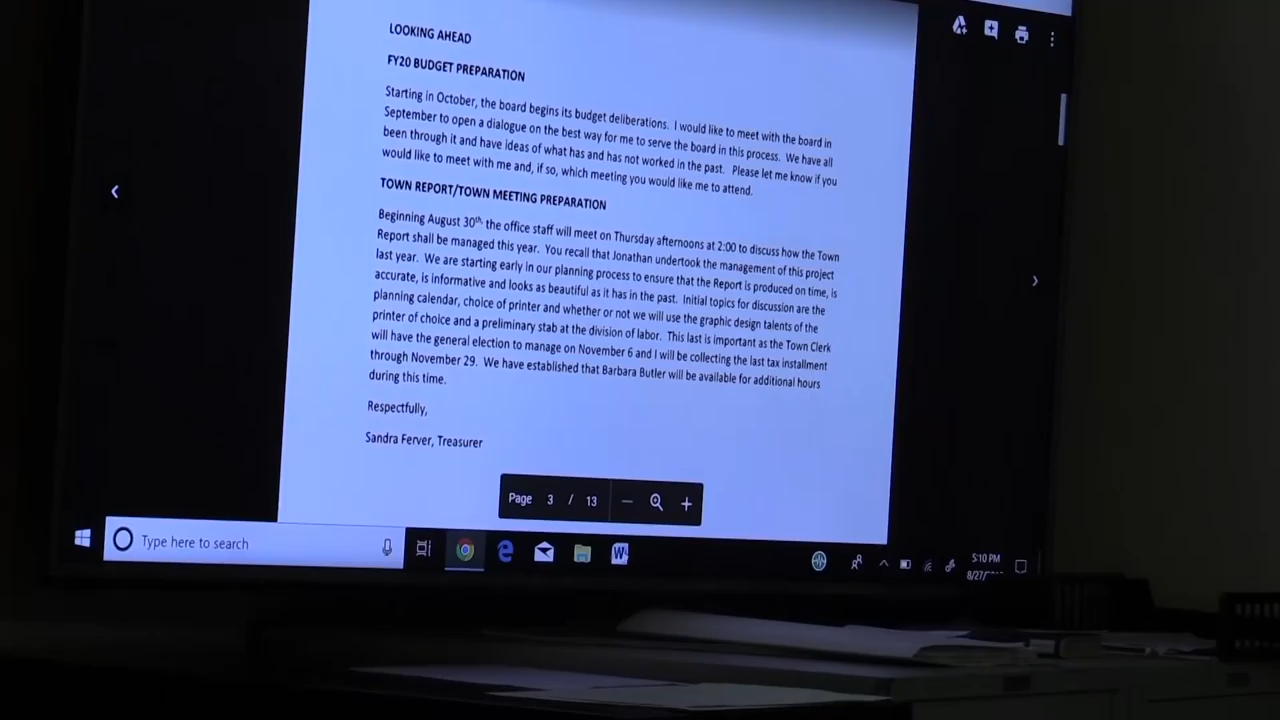 LOOKING AHEAD
FY20 BUDGET PREPARATION
Starting in October, the board begins its budget deliberations. I would like to meet with the board in
September to open a dialogue on the best way for me to serve the board in this process. We have all
been through it and have ideas of what has and has not worked in the past. Please let me know if you
would like to meet with me and, if so, which meeting you would like me to attend.
TOWN REPORT/TOWN MEETING PREPARATION
Beginning August 30th, the office staff will meet on Thursday afternoons at 2:00 to discuss how the Town
Report shall be managed this year. You recall that Jonathan undertook the management of this project
last year. We are starting early in our planning process to ensure that the Report is produced on time, is
accurate, is informative and looks as beautiful as it has in the past. Initial topics for discussion are the
planning calendar, choice of printer and whether or not we will use the graphic design talents of the
printer of choice and a preliminary stab at the division of labor. This last is important as the Town Clerk
will have the general election to manage on November 6 and I will be collecting the last tax installment
through November 29. We have established that Barbara Butler will be available for additional hours
during this time.
Respectfully,
Sandra Ferver, Treasurer
Page 3 / 13
Type here to search
5:10 PM
8/27/